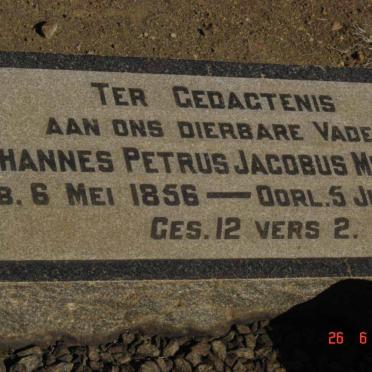 TER GEDACTENIS
AAN ONS DIERBARE VADE
HANNES PETRUS JACOBUS M
B. 6 MEI 1856 — OORL. 5 J
GES. 12 VERS 2.
26 6